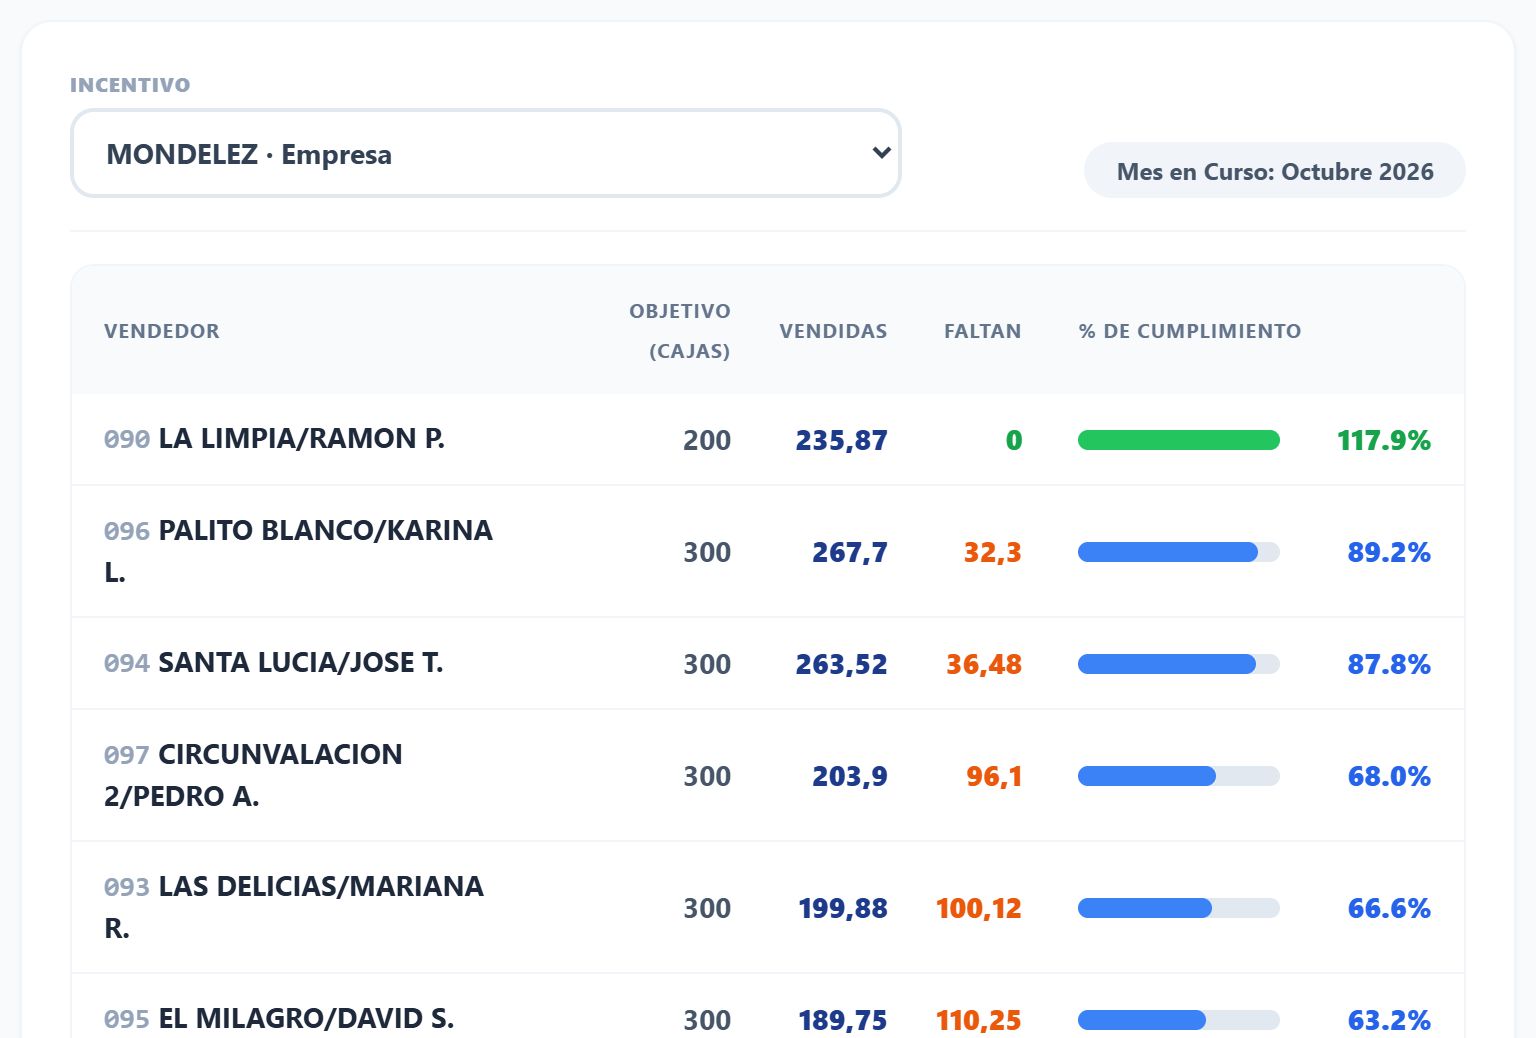 INCENTIVO
MONDELEZ · Empresa
Mes en Curso: Octubre 2026
VENDEDOR OBJETIVO (CAJAS) VENDIDAS FALTAN % DE CUMPLIMIENTO
090 LA LIMPIA/RAMON P. 200 235,87 0 117.9%
096 PALITO BLANCO/KARINA
L. 300 267,7 32,3 89.2%
094 SANTA LUCIA/JOSE T. 300 263,52 36,48 87.8%
097 CIRCUNVALACION
2/PEDRO A. 300 203,9 96,1 68.0%
093 LAS DELICIAS/MARIANA
R. 300 199,88 100,12 66.6%
095 EL MILAGRO/DAVID S. 300 189,75 110,25 63.2%